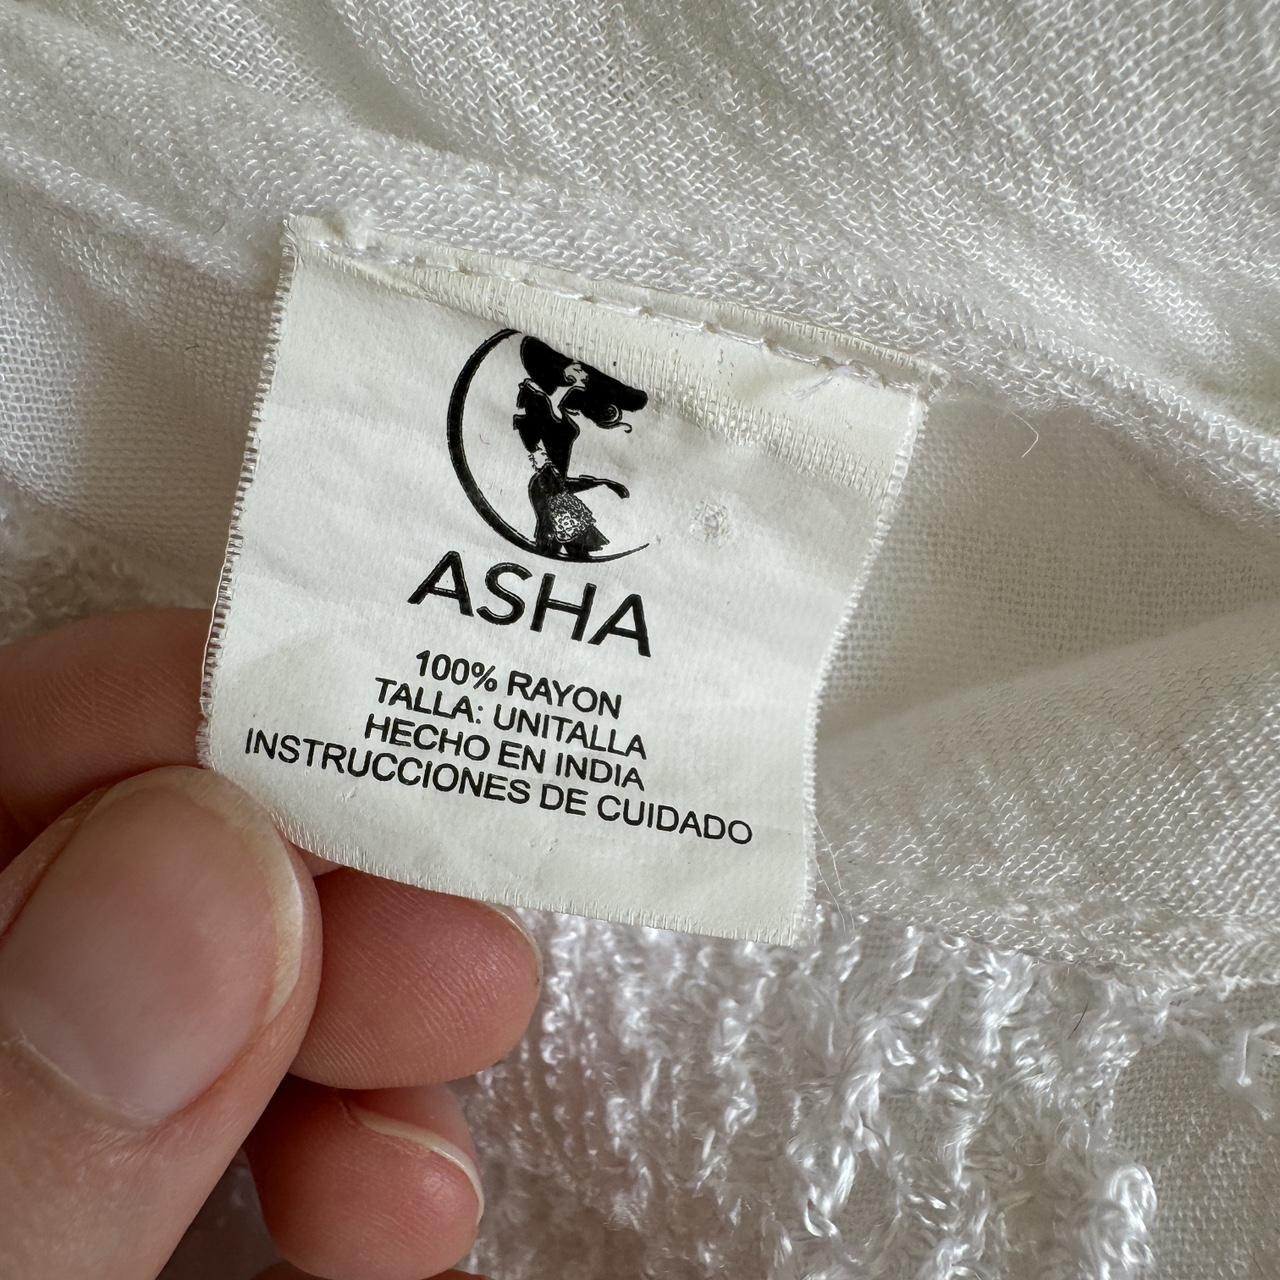 ASHA
100% RAYON
TALLA: UNITALLA
HECHO EN INDIA
INSTRUCCIONES DE CUIDADO